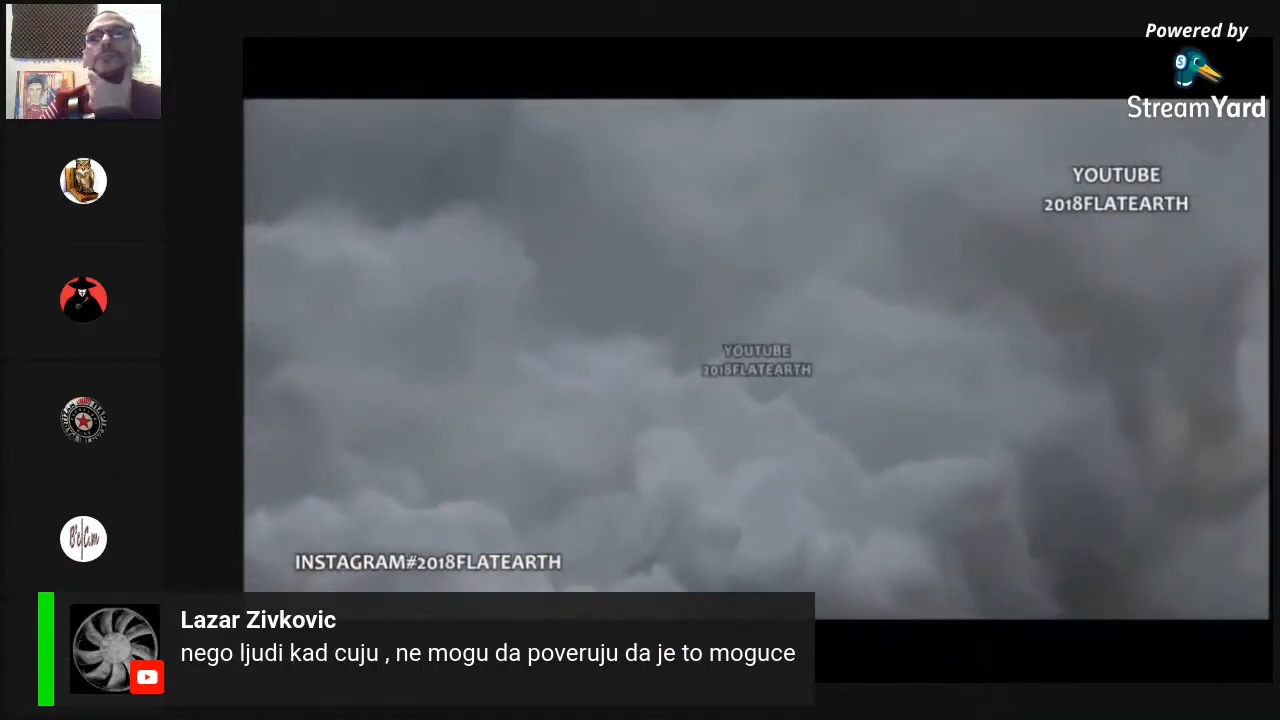 Powered by
StreamYard
YOUTUBE
2018FLATEARTH
YOUTUBE
2018FLATEARTH
INSTAGRAM#2018FLATEARTH
Lazar Zivkovic
nego ljudi kad cuju , ne mogu da poveruju da je to moguce